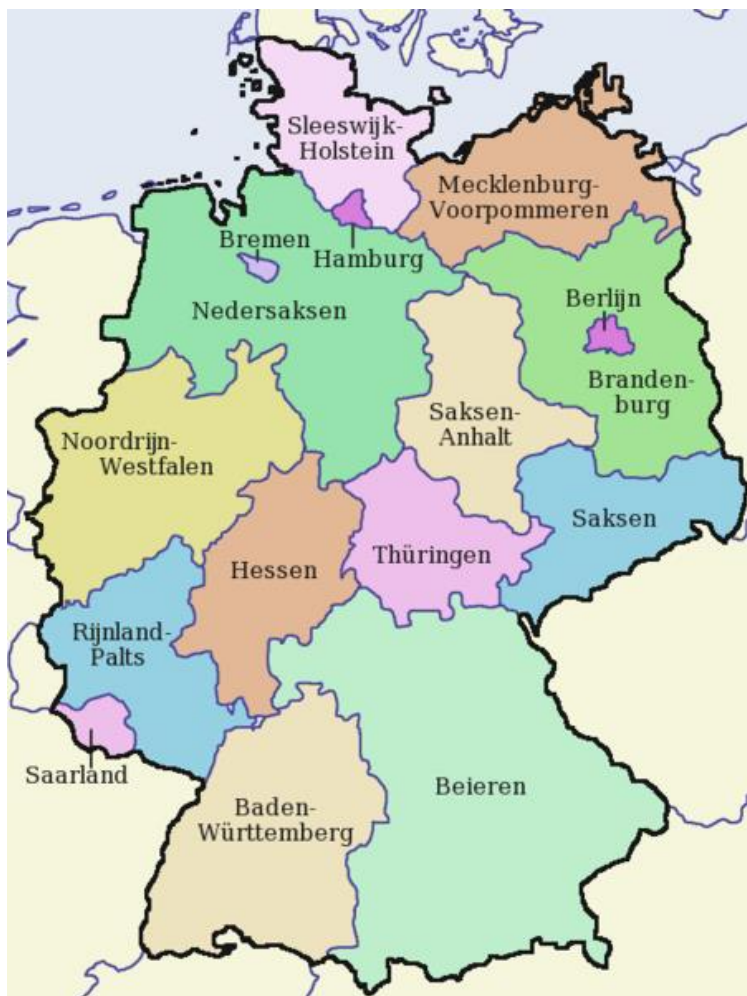 Sleeswijk-
Holstein
Mecklenburg-
Voorpommeren
Hamburg
Bremen
Nedersaksen
Berlijn
Branden-
burg
Saksen-
Anhalt
Noordrijn-
Westfalen
Saksen
Thüringen
Hessen
Rijnland-
Palts
Saarland
Beieren
Baden-
Württemberg